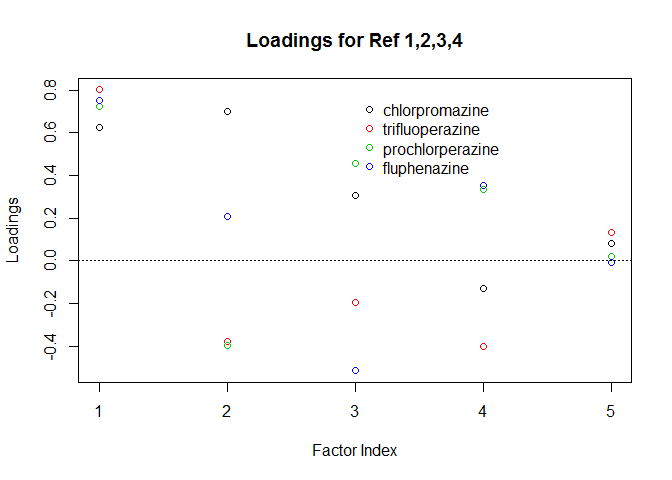 Loadings for Ref 1,2,3,4
Loadings
0.8
0.6
0.4
0.2
0.0
-0.2
-0.4
chlorpromazine
trifluoperazine
prochlorperazine
fluphenazine
1 2 3 4 5
Factor Index